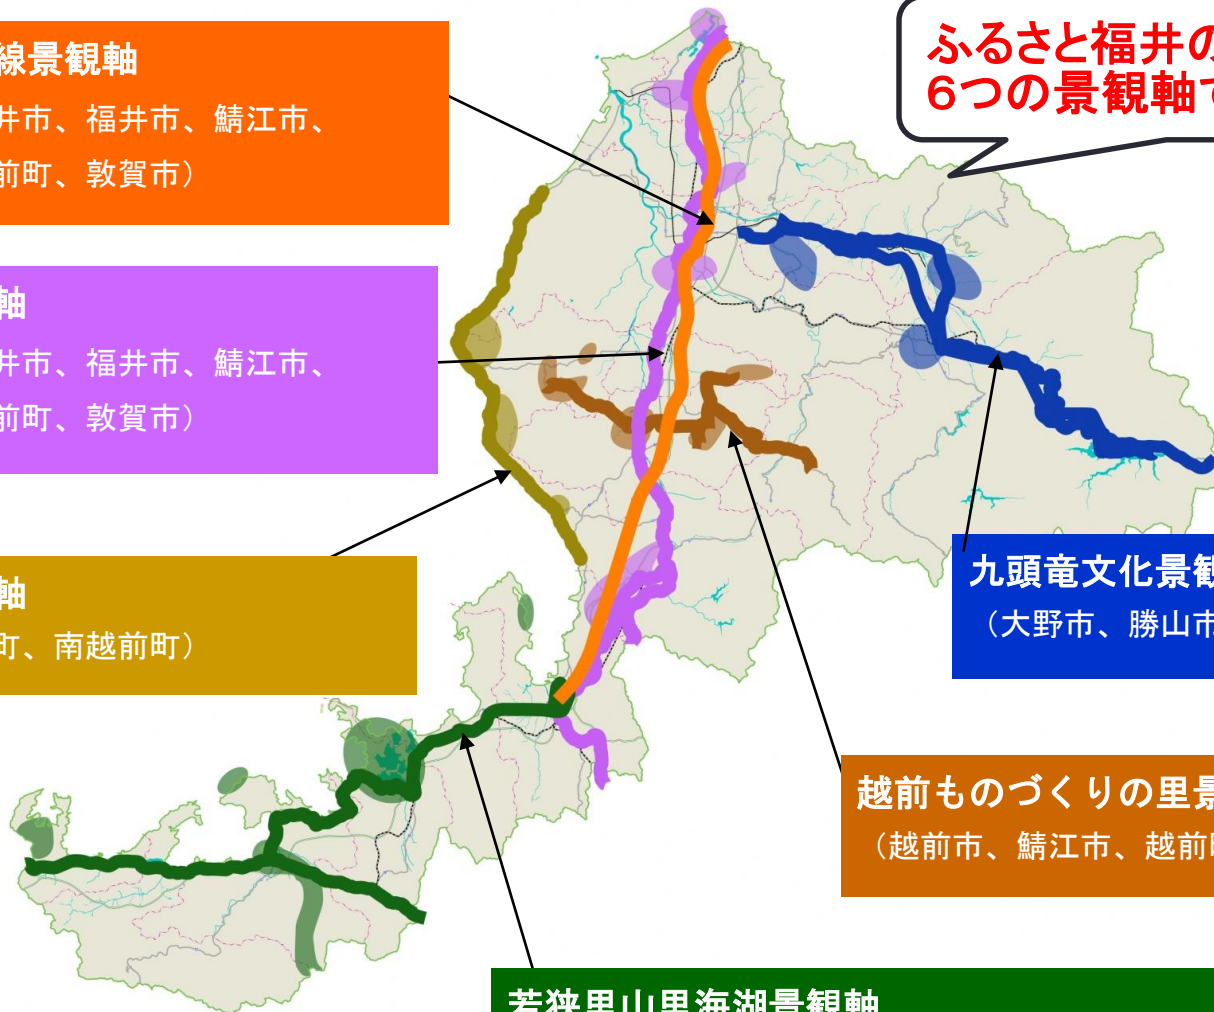 ふるさと福井の
6つの景観軸で
線景観軸
井市、福井市、鯖江市、
前町、敦賀市）
軸
井市、福井市、鯖江市、
前町、敦賀市）
軸
町、南越前町）
九頭竜文化景観
（大野市、勝山市
越前ものづくりの里景
（越前市、鯖江市、越前町
若狭里山里海湖景観軸